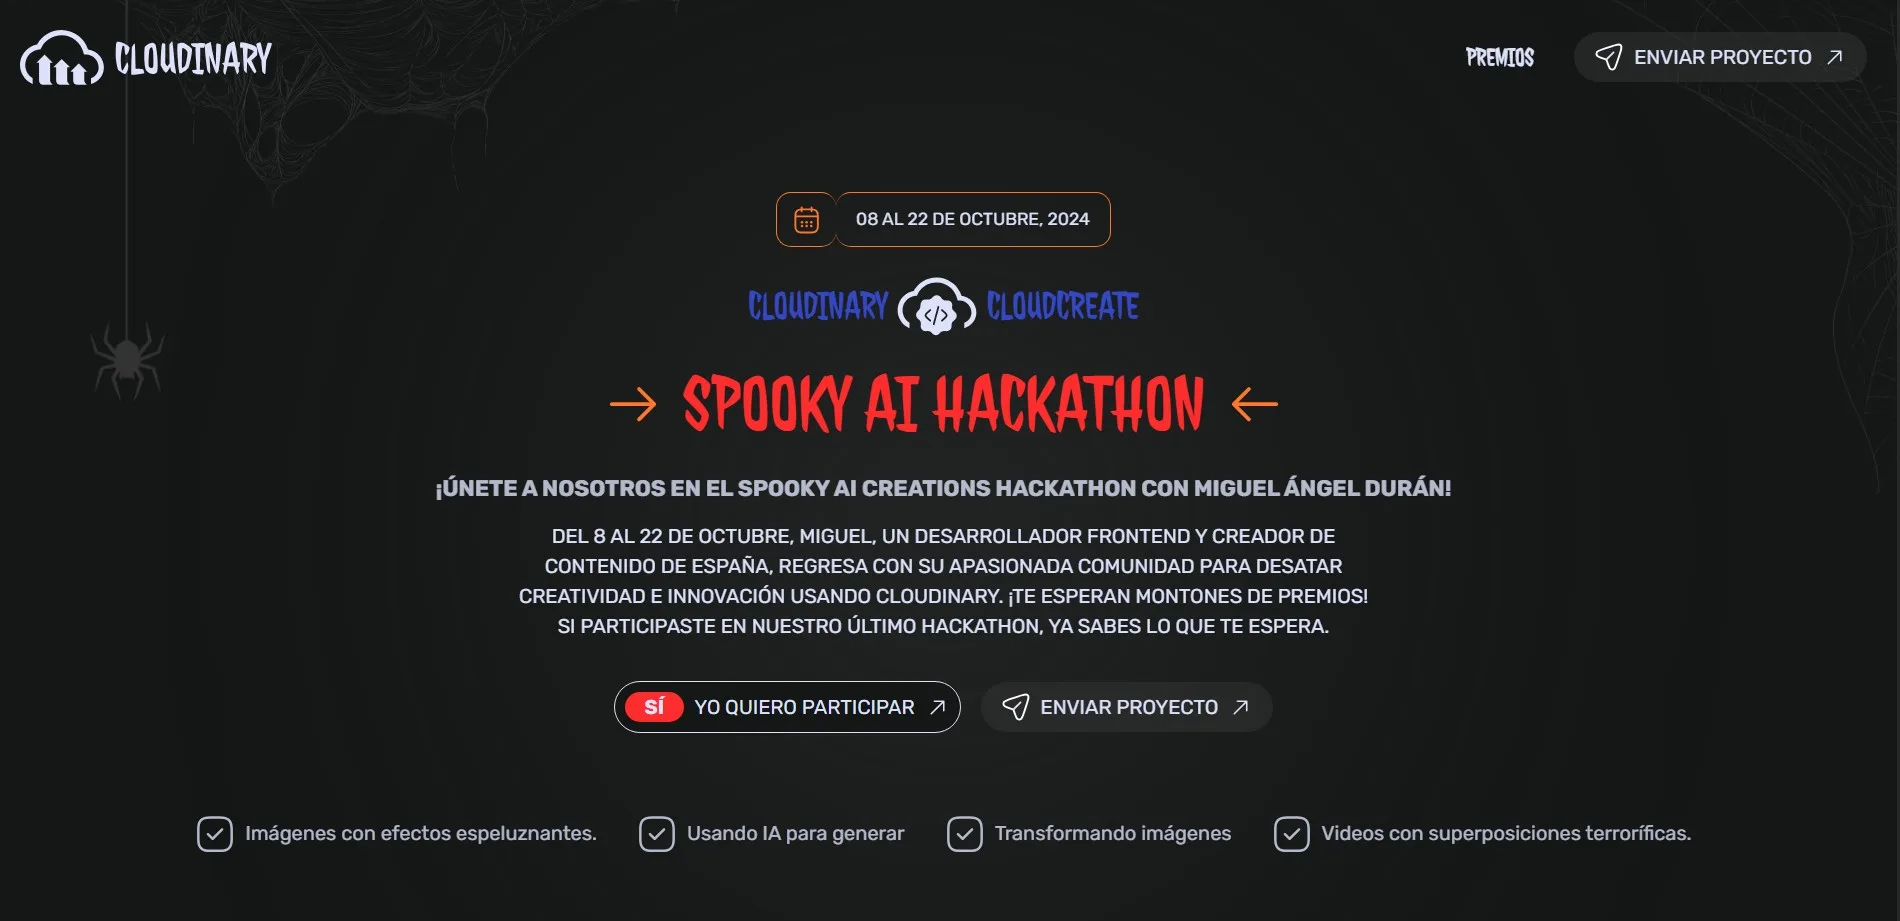 CLOUDINARY
PREMIOS
ENVIAR PROYECTO
08 AL 22 DE OCTUBRE, 2024
CLOUDINARY </> CLOUDCREATE
SPOOKY AI HACKATHON
¡ÚNETE A NOSOTROS EN EL SPOOKY AI CREATIONS HACKATHON CON MIGUEL ÁNGEL DURÁN!
DEL 8 AL 22 DE OCTUBRE, MIGUEL, UN DESARROLLADOR FRONTEND Y CREADOR DE
CONTENIDO DE ESPAÑA, REGRESA CON SU APASIONADA COMUNIDAD PARA DESATAR
CREATIVIDAD E INNOVACIÓN USANDO CLOUDINARY. ¡TE ESPERAN MONTONES DE PREMIOS!
SI PARTICIPASTE EN NUESTRO ÚLTIMO HACKATHON, YA SABES LO QUE TE ESPERA.
SÍ YO QUIERO PARTICIPAR
ENVIAR PROYECTO
Imágenes con efectos espeluznantes.
Usando IA para generar
Transformando imágenes
Videos con superposiciones terroríficas.